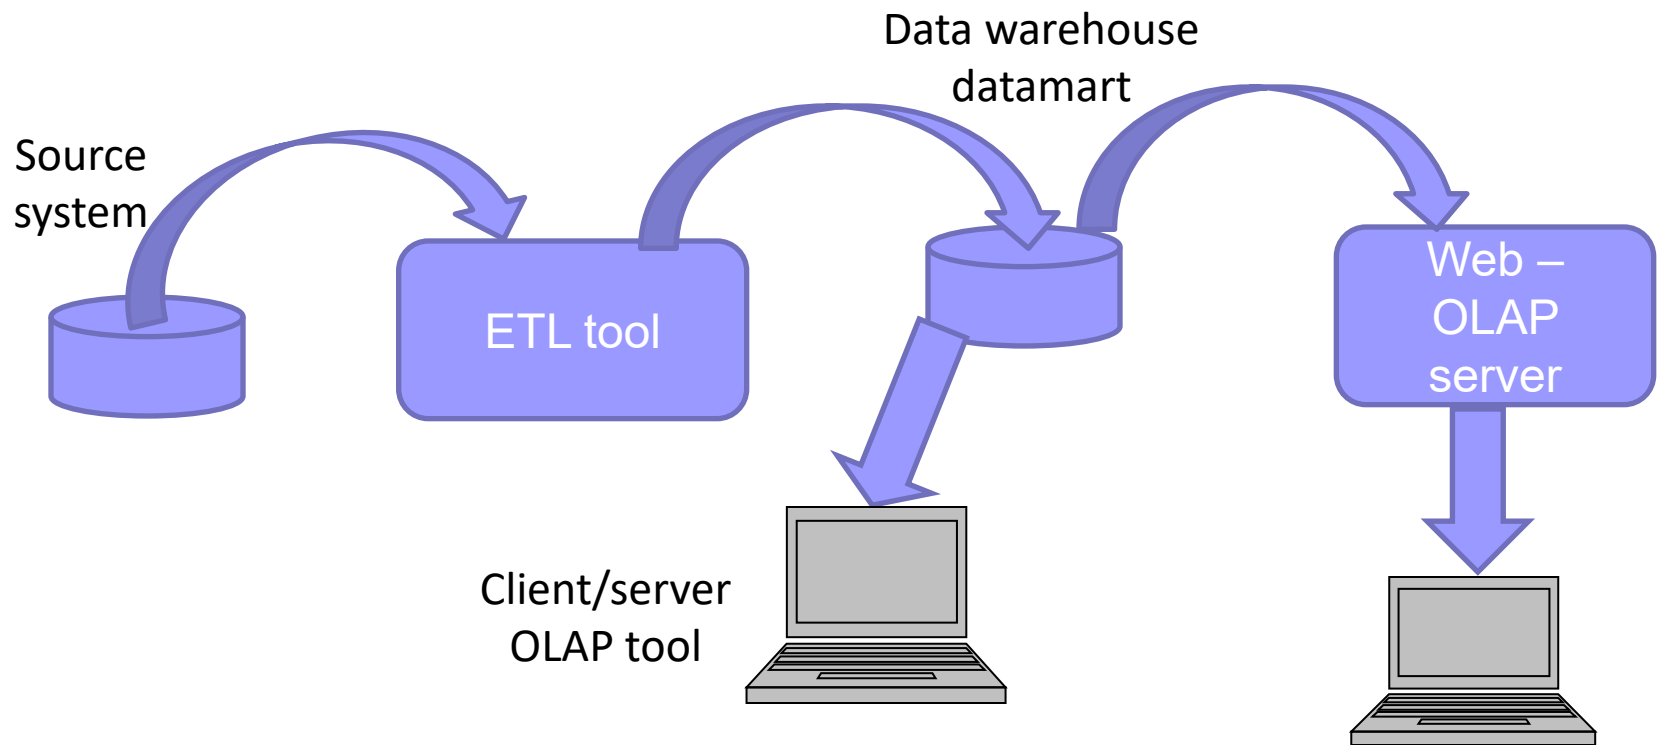 Data warehouse
datamart
Source
system
ETL tool
Web –
OLAP
server
Client/server
OLAP tool